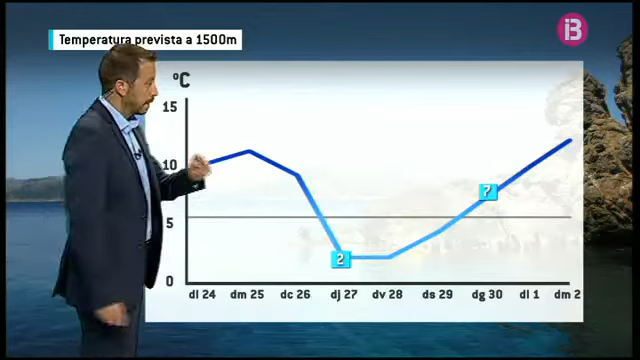 Temperatura prevista a 1500m
iB
ºC
15
10
5
0
7
2
dl 24 dm 25 dc 26 dj 27 dv 28 ds 29 dg 30 dl 1 dm 2